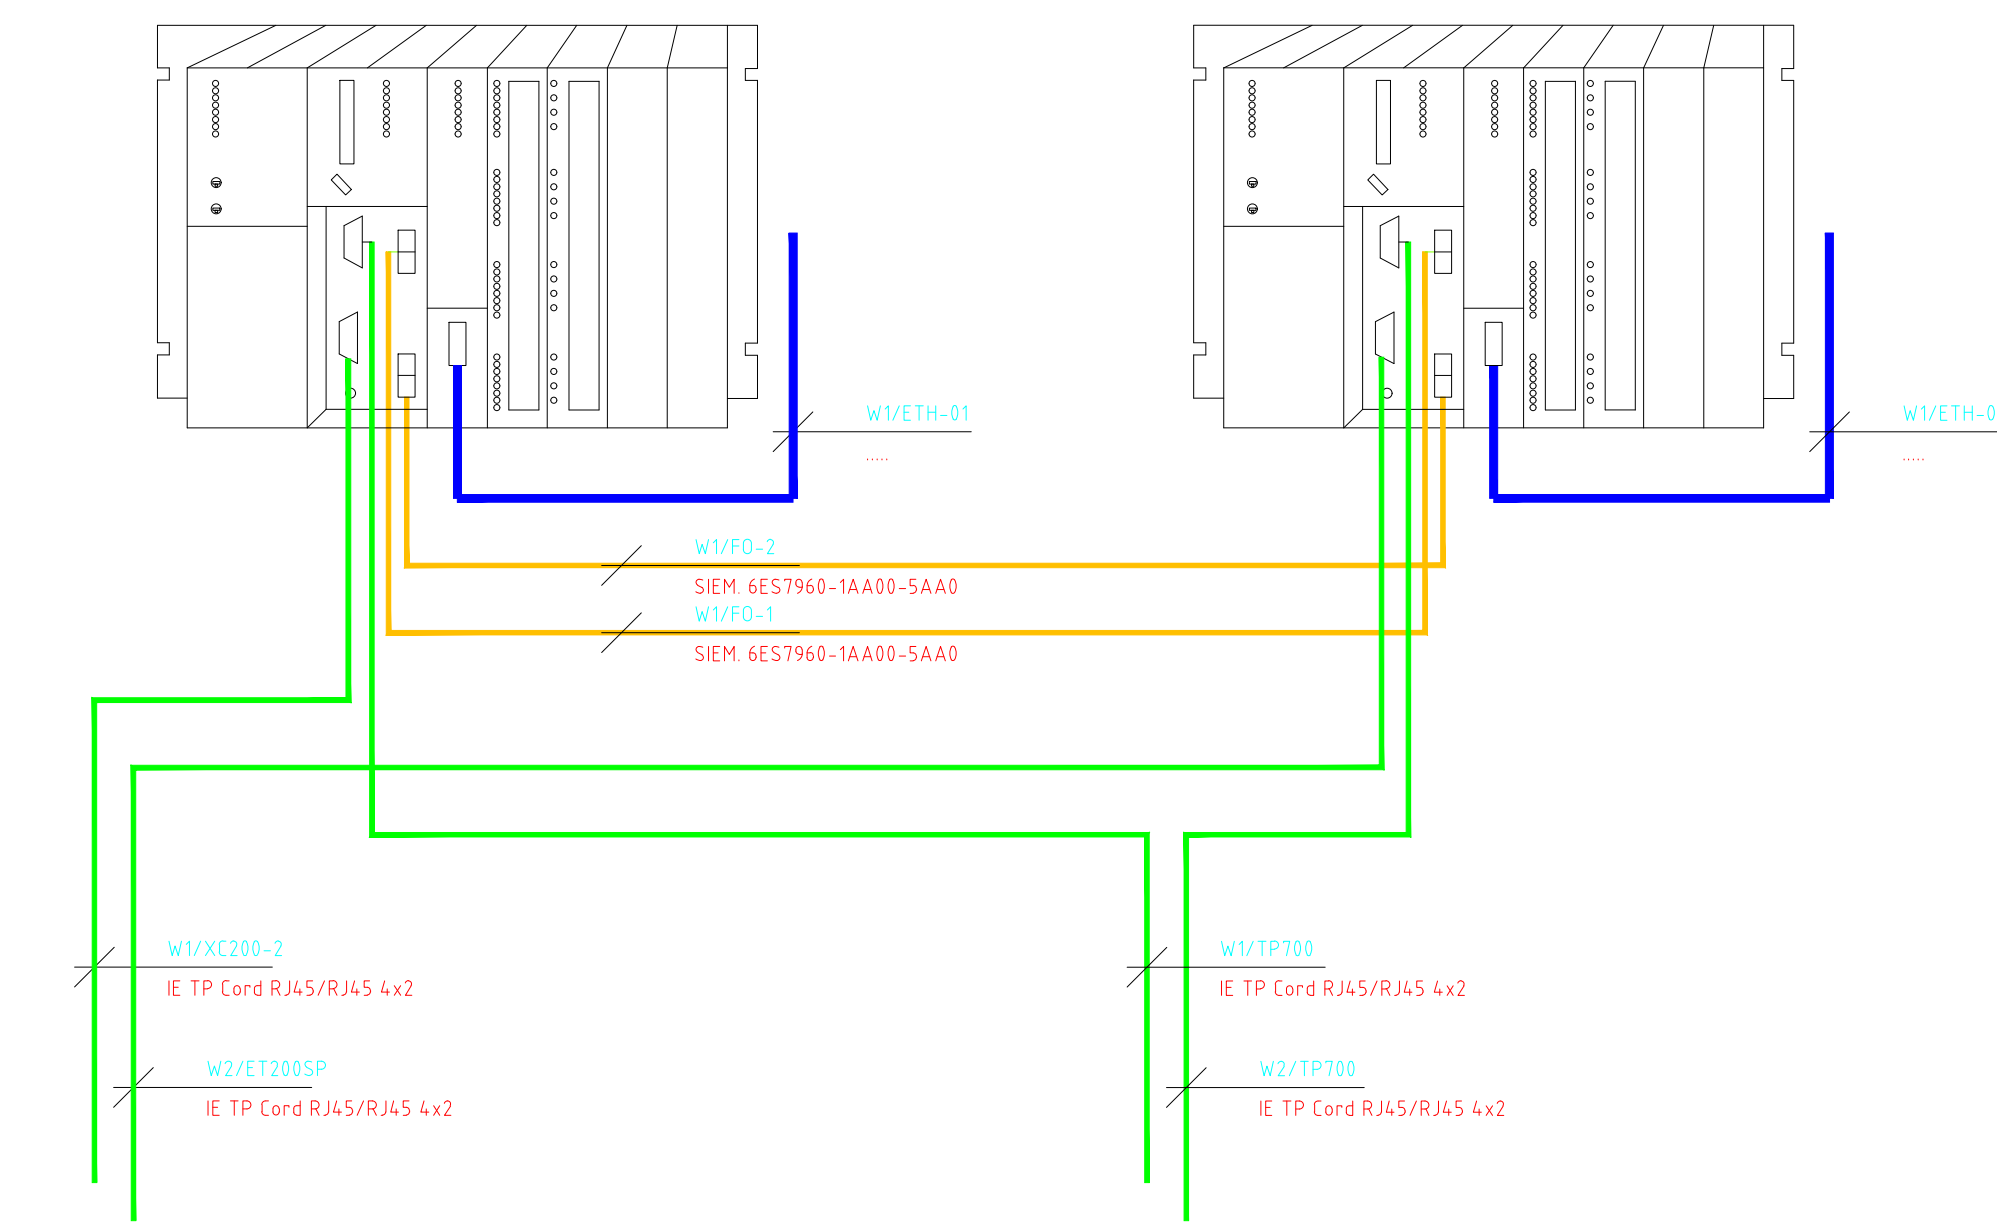 W1/ETH-01
.....
W1/ETH-0
.....
W1/FO-2
SIEM. 6ES7960-1AA00-5AA0
W1/FO-1
SIEM. 6ES7960-1AA00-5AA0
W1/XC200-2
IE TP Cord RJ45/RJ45 4x2
W1/TP700
IE TP Cord RJ45/RJ45 4x2
W2/ET200SP
IE TP Cord RJ45/RJ45 4x2
W2/TP700
IE TP Cord RJ45/RJ45 4x2